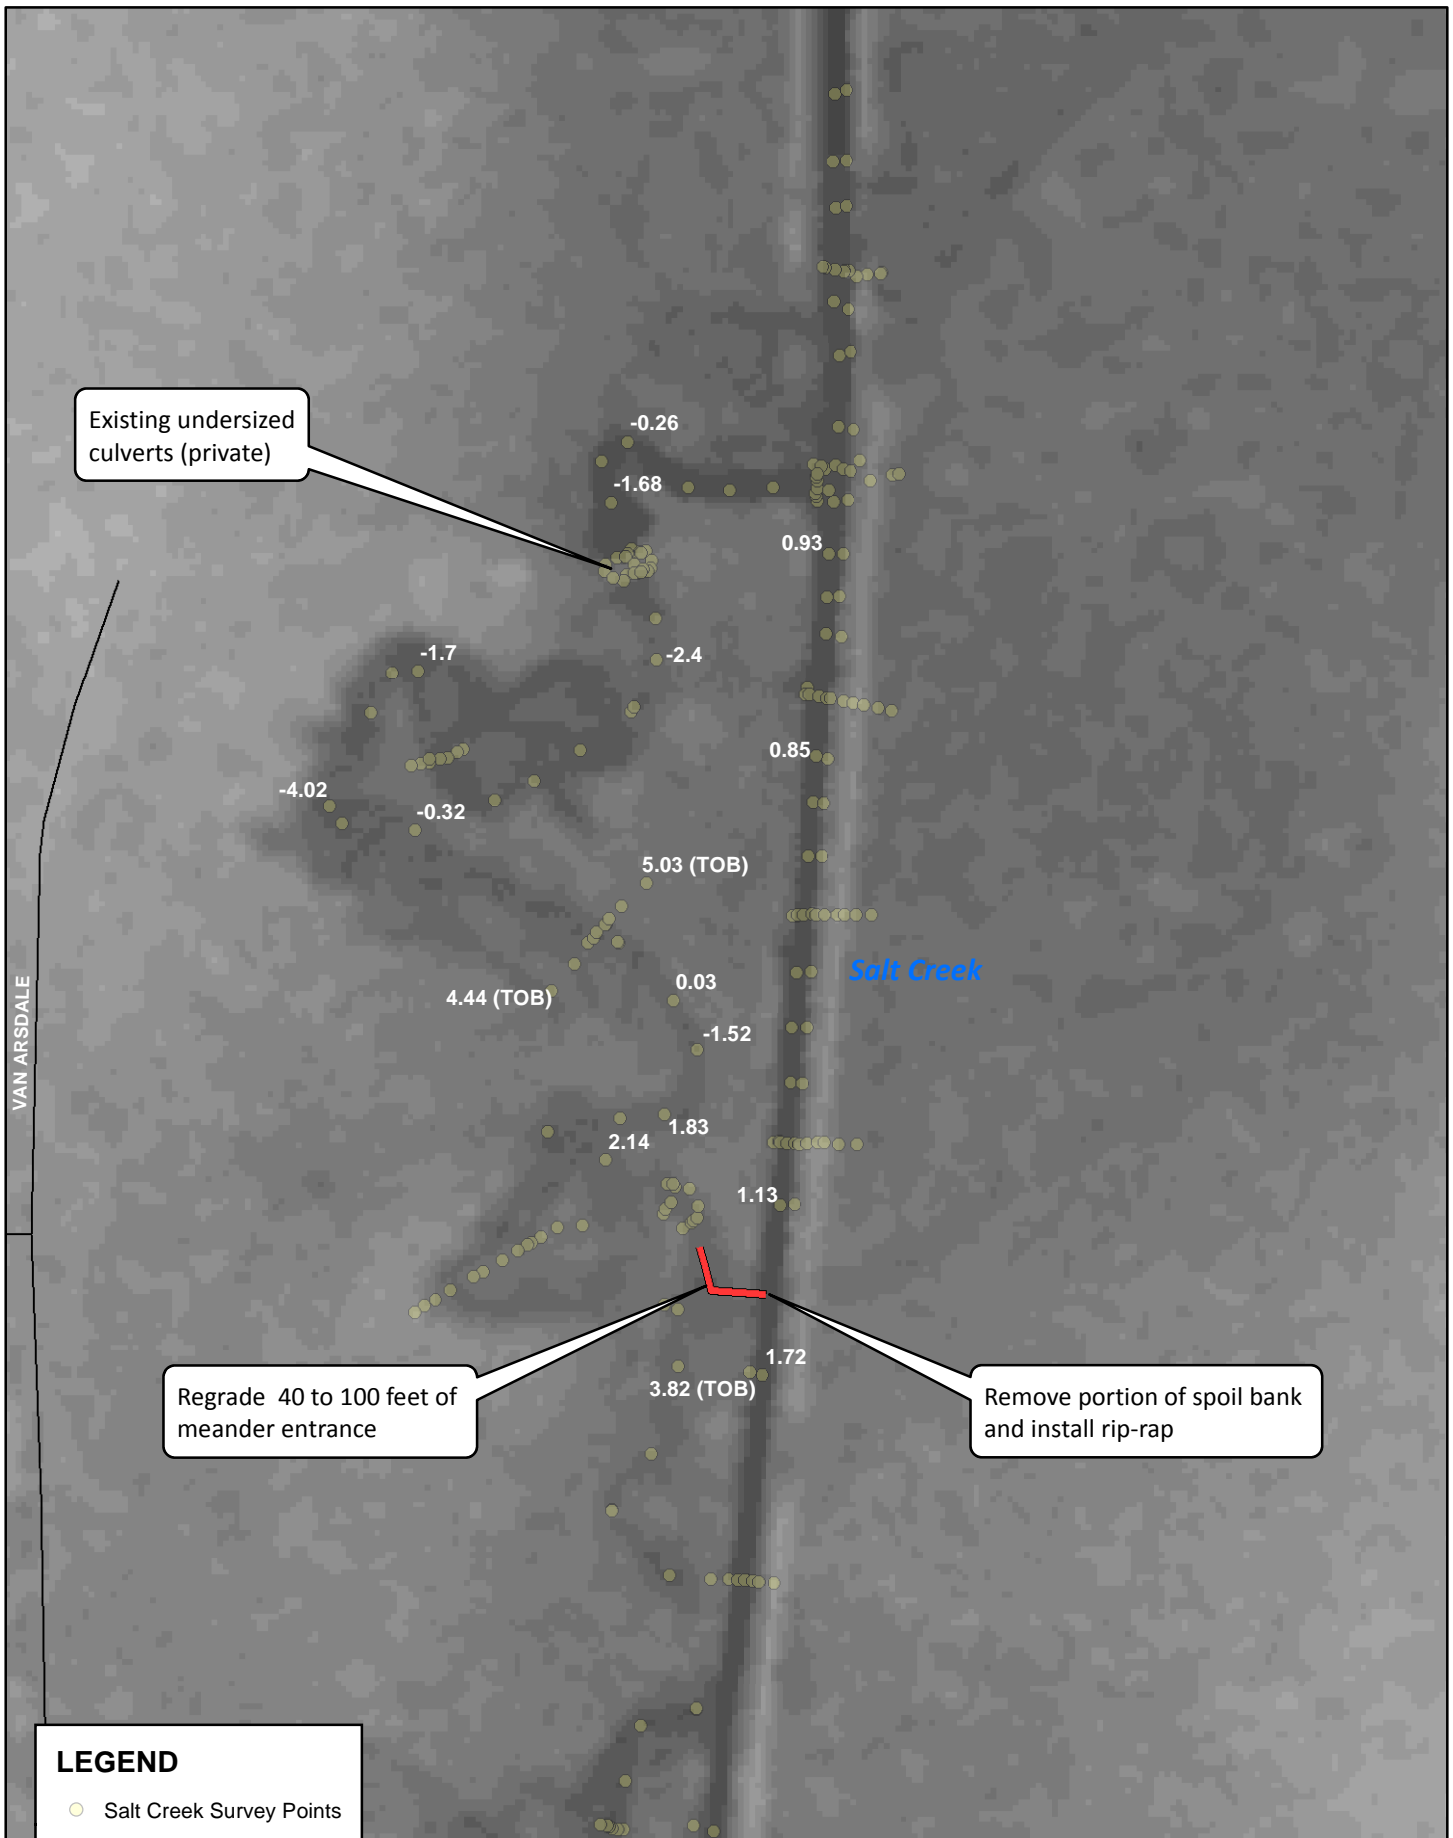 -0.26
Existing undersized
culverts (private)
-1.68
0.93
-1.7
-2.4
0.85
-4.02
-0.32
5.03 (TOB)
Salt Creek
4.44 (TOB)
0.03
VAN ARSDALE
-1.52
1.83
2.14
1.13
1.72
3.82 (TOB)
Regrade 40 to 100 feet of
meander entrance
Remove portion of spoil bank
and install rip-rap
LEGEND
Salt Creek Survey Points